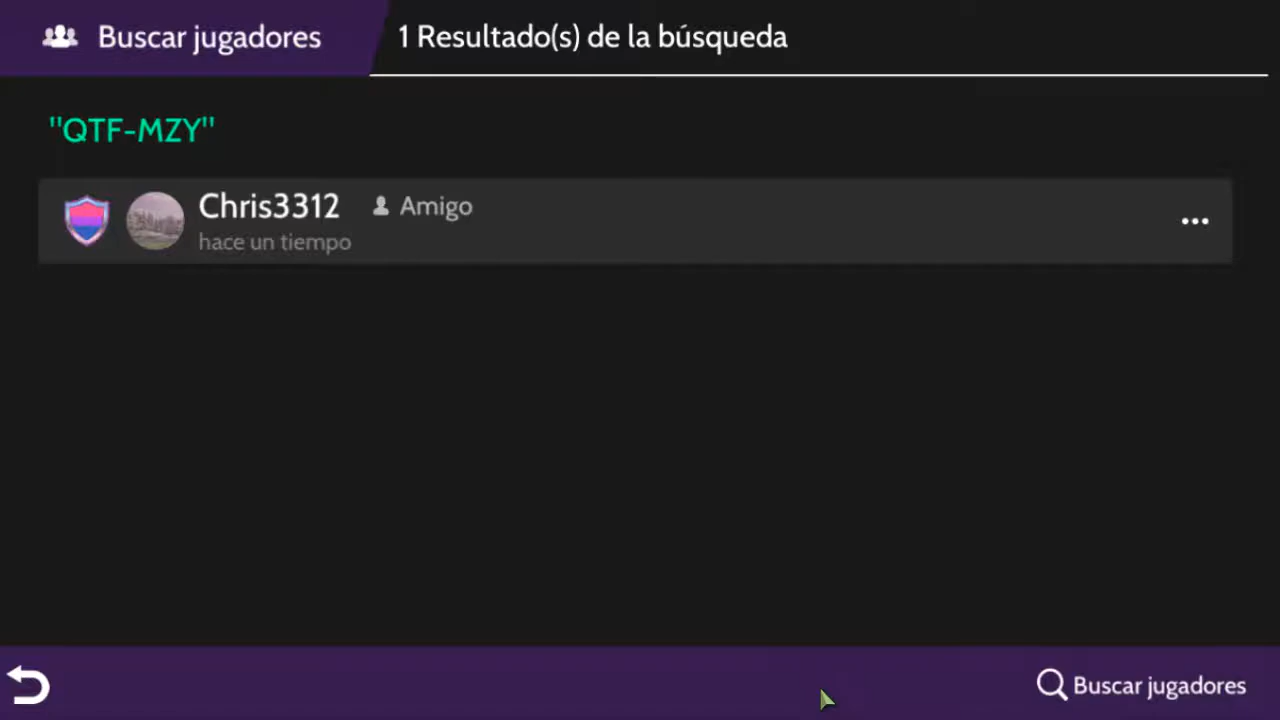 Buscar jugadores
1 Resultado(s) de la búsqueda
"QTF-MZY"
Chris3312
Amigo
hace un tiempo
Buscar jugadores